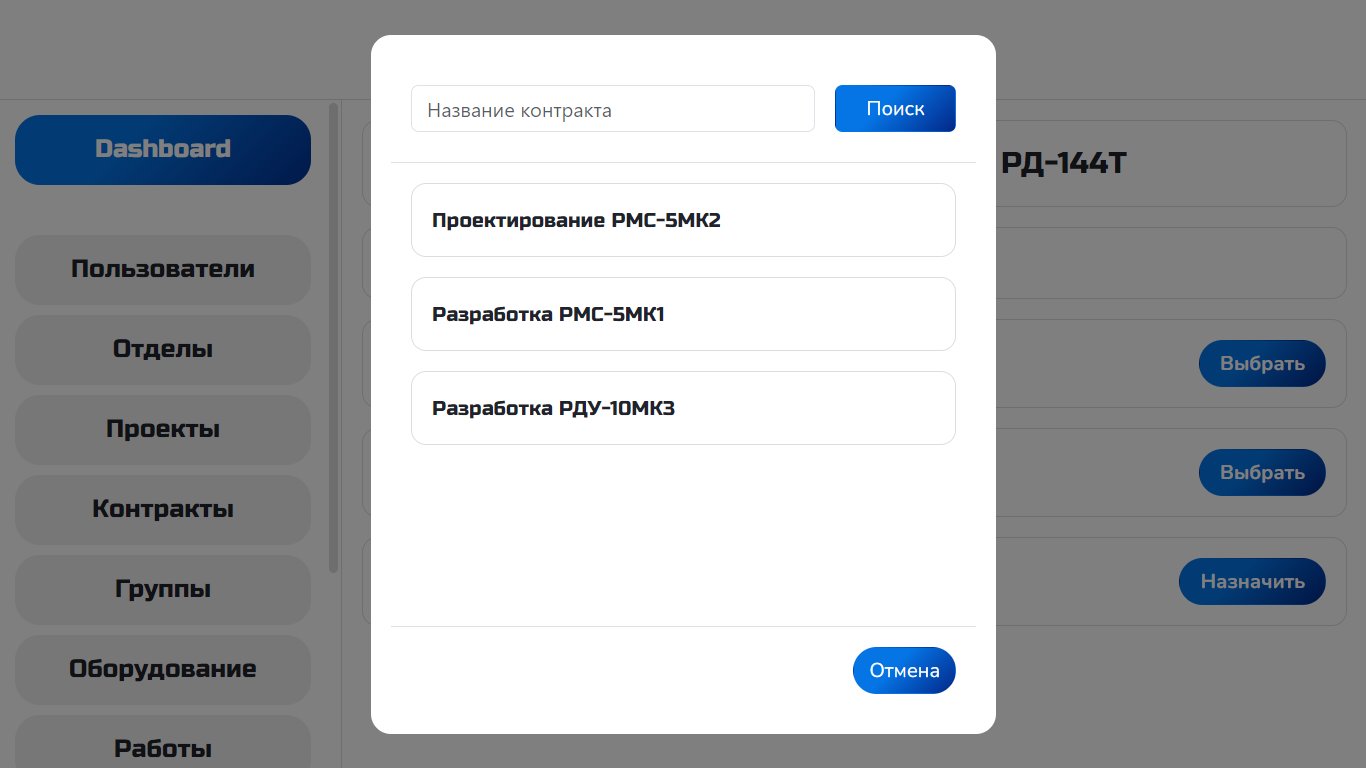 Название контракта
Поиск
Dashboard
РД-144Т
Проектирование РМС-5МК2
Пользователи
Разработка РМС-5МК1
Отделы
Выбрать
Разработка РДУ-10МК3
Проекты
Выбрать
Контракты
Группы
Назначить
Оборудование
Отмена
Работы